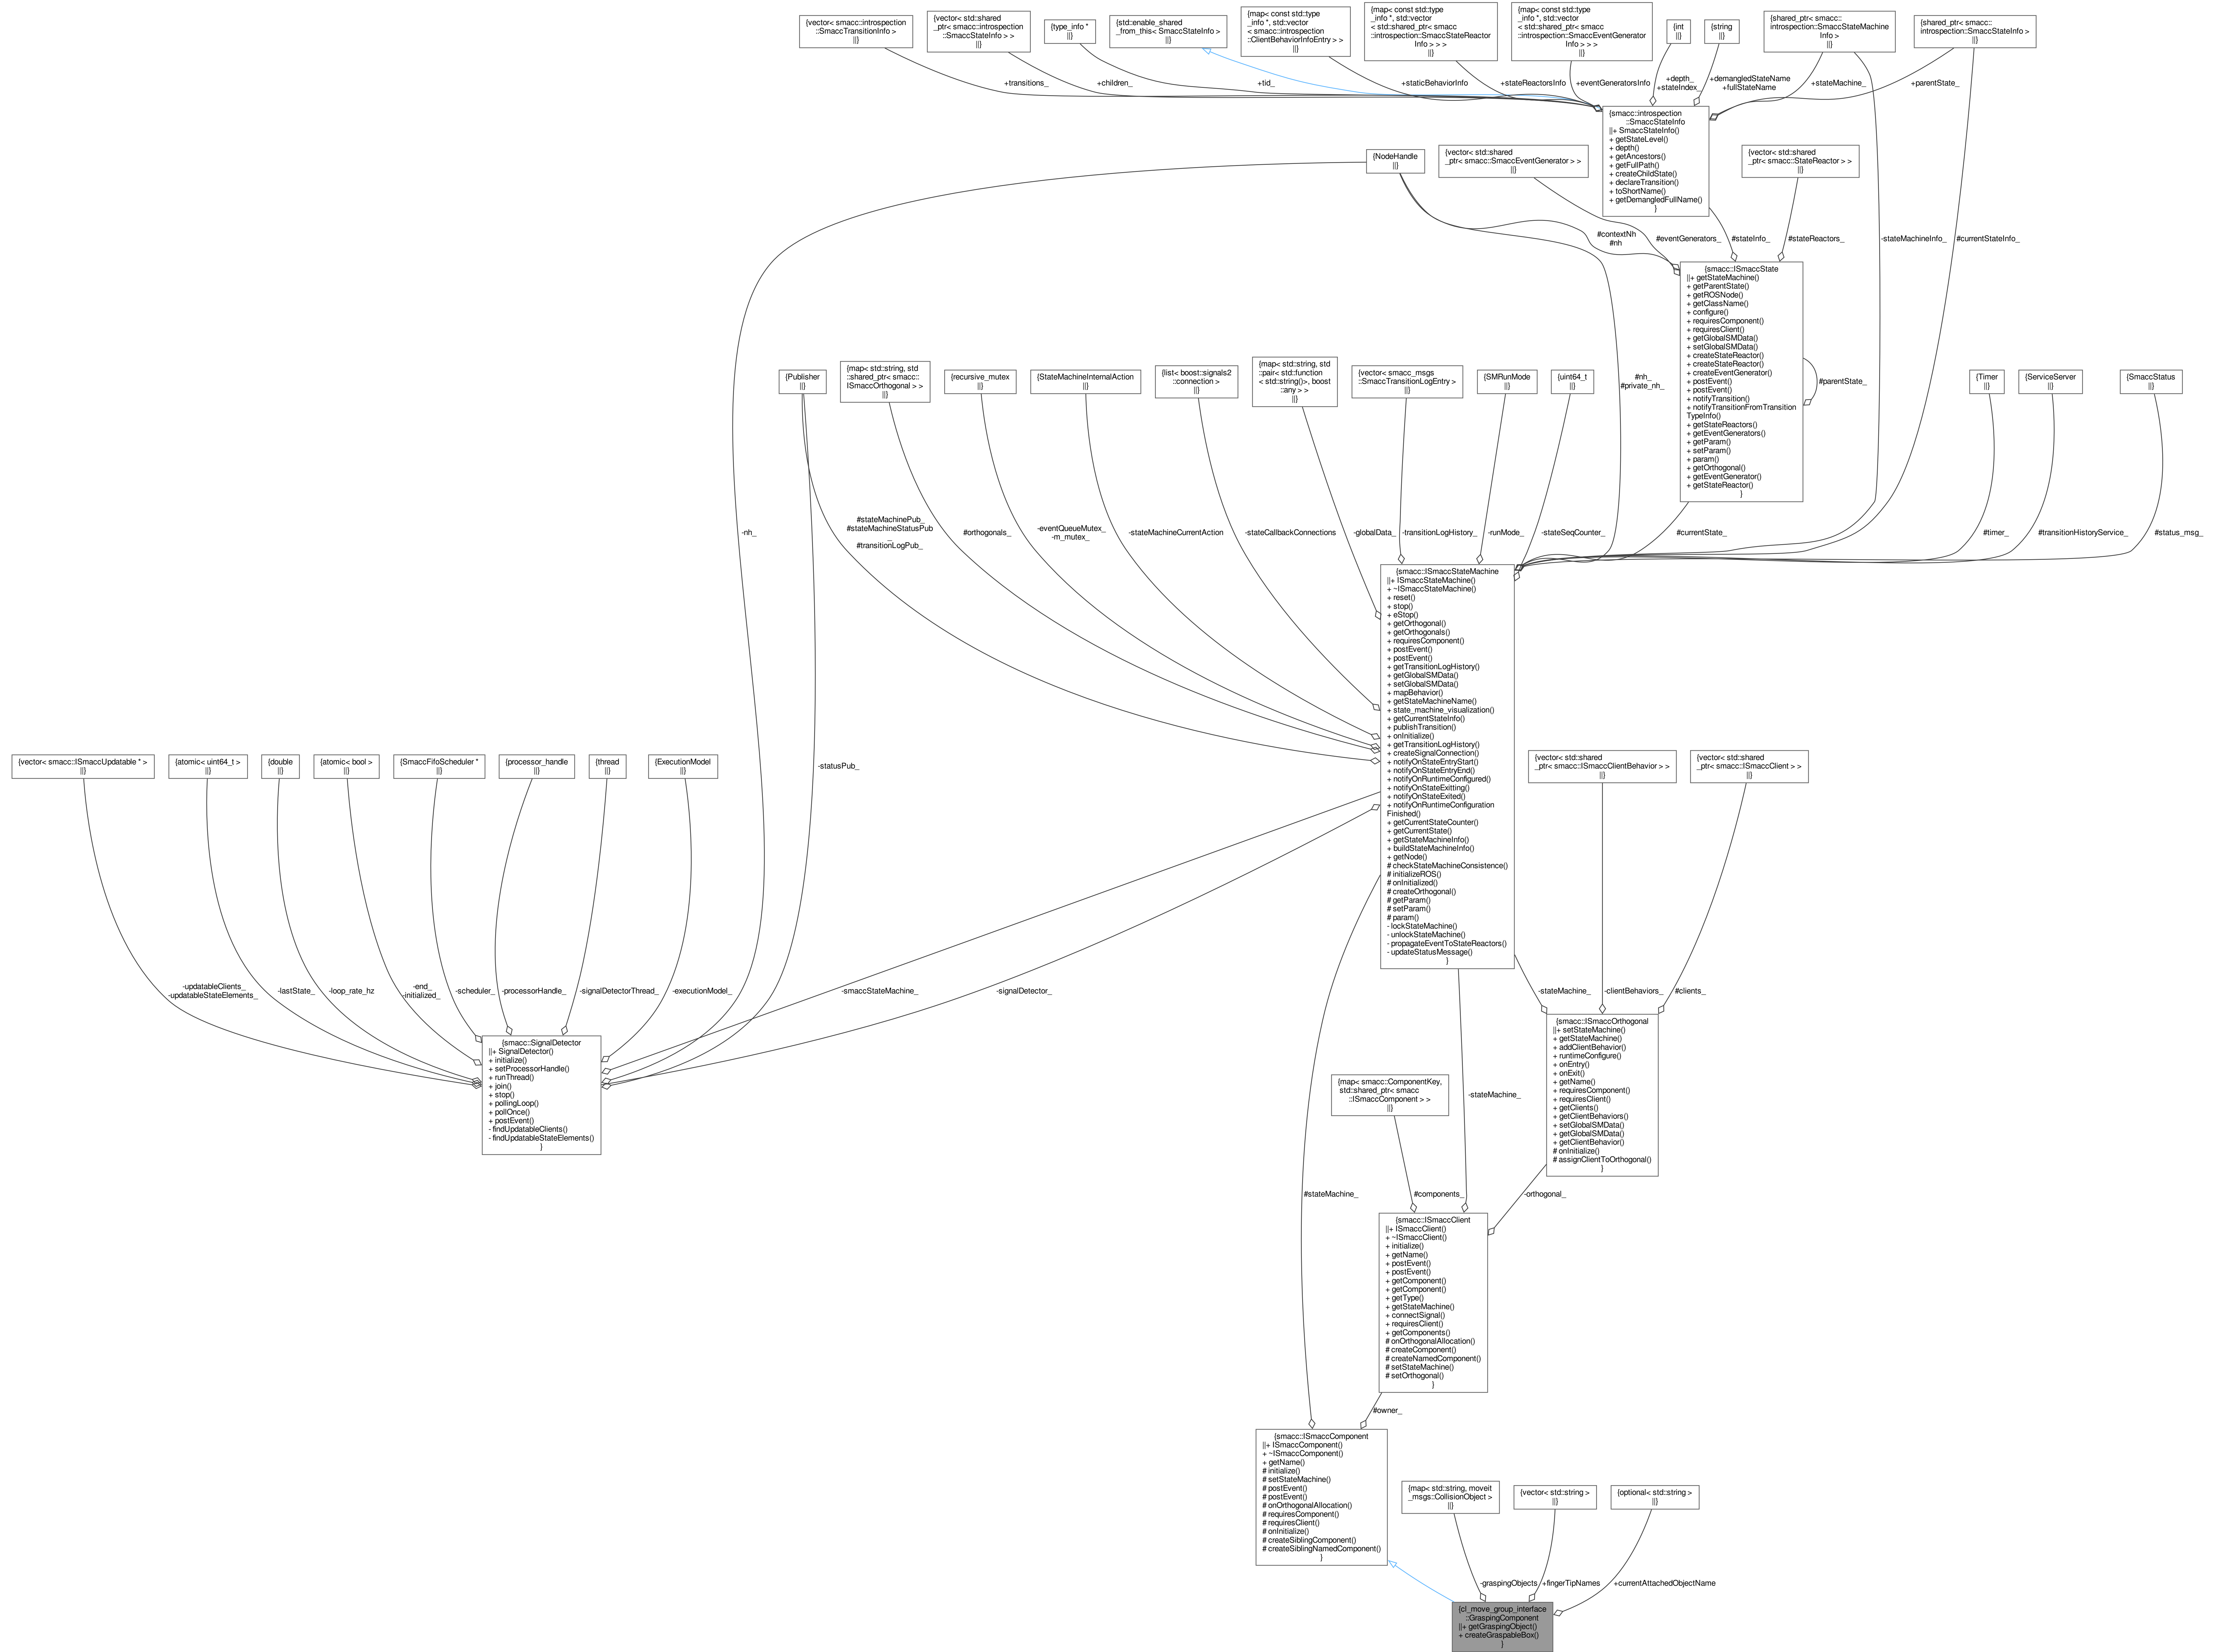 {vector< smacc::introspection
::SmaccTransitionInfo >
||}
{vector< std::shared
_ptr< smacc::introspection
::SmaccStateInfo > >
||}
{type_info *
||}
{std::enable_shared
_from_this< SmaccStateInfo >
||}
{map< const std::type
_info *, std::vector
< smacc::introspection
::ClientBehaviorInfoEntry > >
||}
{map< const std::type
_info *, std::vector
< std::shared_ptr< smacc
::introspection::SmaccStateReactor
Info > > >
||}
{map< const std::type
_info *, std::vector
< std::shared_ptr< smacc
::introspection::SmaccEventGenerator
Info > > >
||}
{int
||}
{string
||}
{shared_ptr< smacc::
introspection::SmaccStateMachine
Info >
||}
{shared_ptr< smacc::
introspection::SmaccStateInfo >
||}
+transitions_
+children_
+tid_
+staticBehaviorInfo
+stateReactorsInfo
+eventGeneratorsInfo
+depth_
+stateIndex_
+demangledStateName
+fullStateName
+stateMachine_
+parentState_
{smacc::introspection
::SmaccStateInfo
||+ SmaccStateInfo()
+ getStateLevel()
+ depth()
+ getAncestors()
+ getFullPath()
+ createChildState()
+ declareTransition()
+ toShortName()
+ getDemangledFullName()
}
{NodeHandle
||}
{vector< std::shared
_ptr< smacc::SmaccEventGenerator > >
||}
{vector< std::shared
_ptr< smacc::StateReactor > >
||}
#contextNh
#nh
#eventGenerators_
#stateInfo_
#stateReactors_
-stateMachineInfo_
#currentStateInfo_
{smacc::ISmaccState
||+ getStateMachine()
+ getParentState()
+ getROSNode()
+ getClassName()
+ configure()
+ requiresComponent()
+ requiresClient()
+ getGlobalSMData()
+ setGlobalSMData()
+ createStateReactor()
+ createStateReactor()
+ createEventGenerator()
+ postEvent()
+ postEvent()
+ notifyTransition()
+ notifyTransitionFromTransition
TypeInfo()
+ getStateReactors()
+ getEventGenerators()
+ getParam()
+ setParam()
+ param()
+ getOrthogonal()
+ getEventGenerator()
+ getStateReactor()
}
#parentState_
{Publisher
||}
{map< std::string, std
::shared_ptr< smacc::
ISmaccOrthogonal > >
||}
{recursive_mutex
||}
{StateMachineInternalAction
||}
{list< boost::signals2
::connection >
||}
{map< std::string, std
::pair< std::function
< std::string()>, boost
::any > >
||}
{vector< smacc_msgs
::SmaccTransitionLogEntry >
||}
{SMRunMode
||}
{uint64_t
||}
#nh_
#private_nh_
{Timer
||}
{ServiceServer
||}
{SmaccStatus
||}
-nh_
#stateMachinePub_
#stateMachineStatusPub
_
#transitionLogPub_
#orthogonals_
-eventQueueMutex_
-m_mutex_
-stateMachineCurrentAction
-stateCallbackConnections
-globalData_
-transitionLogHistory_
-runMode_
-stateSeqCounter_
#currentState_
#timer_
#transitionHistoryService_
#status_msg_
{smacc::ISmaccStateMachine
||+ ISmaccStateMachine()
+ ~ISmaccStateMachine()
+ reset()
+ stop()
+ eStop()
+ getOrthogonal()
+ getOrthogonals()
+ requiresComponent()
+ postEvent()
+ postEvent()
+ getTransitionLogHistory()
+ getGlobalSMData()
+ setGlobalSMData()
+ mapBehavior()
+ getStateMachineName()
+ state_machine_visualization()
+ getCurrentStateInfo()
+ publishTransition()
+ onInitialize()
+ getTransitionLogHistory()
+ createSignalConnection()
+ notifyOnStateEntryStart()
+ notifyOnStateEntryEnd()
+ notifyOnRuntimeConfigured()
+ notifyOnStateExitting()
+ notifyOnStateExited()
+ notifyOnRuntimeConfiguration
Finished()
+ getCurrentStateCounter()
+ getCurrentState()
+ getStateMachineInfo()
+ buildStateMachineInfo()
+ getNode()
# checkStateMachineConsistence()
# initializeROS()
# onInitialized()
# createOrthogonal()
# getParam()
# setParam()
# param()
- lockStateMachine()
- unlockStateMachine()
- propagateEventToStateReactors()
- updateStatusMessage()
}
{vector< smacc::ISmaccUpdatable * >
||}
{atomic< uint64_t >
||}
{double
||}
{atomic< bool >
||}
{SmaccFifoScheduler *
||}
{processor_handle
||}
{thread
||}
{ExecutionModel
||}
-statusPub_
{vector< std::shared
_ptr< smacc::ISmaccClientBehavior > >
||}
{vector< std::shared
_ptr< smacc::ISmaccClient > >
||}
-updatableClients_
-updatableStateElements_
-lastState_
-loop_rate_hz
-end_
-initialized_
-scheduler_
-processorHandle_
-signalDetectorThread_
-executionModel_
-smaccStateMachine_
-signalDetector_
-stateMachine_
-clientBehaviors_
#clients_
{smacc::SignalDetector
||+ SignalDetector()
+ initialize()
+ setProcessorHandle()
+ runThread()
+ join()
+ stop()
+ pollingLoop()
+ pollOnce()
+ postEvent()
- findUpdatableClients()
- findUpdatableStateElements()
}
{smacc::ISmaccOrthogonal
||+ setStateMachine()
+ getStateMachine()
+ addClientBehavior()
+ runtimeConfigure()
+ onEntry()
+ onExit()
+ getName()
+ requiresComponent()
+ requiresClient()
+ getClients()
+ getClientBehaviors()
+ setGlobalSMData()
+ getGlobalSMData()
+ getClientBehavior()
# onInitialize()
# assignClientToOrthogonal()
}
{map< smacc::ComponentKey,
std::shared_ptr< smacc
::ISmaccComponent > >
||}
-stateMachine_
#stateMachine_
#components_
-orthogonal_
{smacc::ISmaccClient
||+ ISmaccClient()
+ ~ISmaccClient()
+ initialize()
+ getName()
+ postEvent()
+ postEvent()
+ getComponent()
+ getComponent()
+ getType()
+ getStateMachine()
+ connectSignal()
+ requiresClient()
+ getComponents()
# onOrthogonalAllocation()
# createComponent()
# createNamedComponent()
# setStateMachine()
# setOrthogonal()
}
#owner_
{smacc::ISmaccComponent
||+ ISmaccComponent()
+ ~ISmaccComponent()
+ getName()
# initialize()
# setStateMachine()
# postEvent()
# postEvent()
# onOrthogonalAllocation()
# requiresComponent()
# requiresClient()
# onInitialize()
# createSiblingComponent()
# createSiblingNamedComponent()
}
{map< std::string, moveit
_msgs::CollisionObject >
||}
{vector< std::string >
||}
{optional< std::string >
||}
-graspingObjects
+fingerTipNames
+currentAttachedObjectName
{cl_move_group_interface
::GraspingComponent
||+ getGraspingObject()
+ createGraspableBox()
}